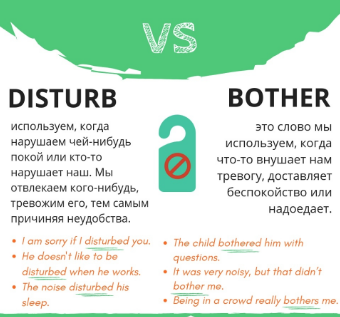 VS
DISTURB
используем, когда
нарушаем чей-нибудь
покой или кто-то
нарушает наш. Мы
отвлекаем кого-нибудь,
тревожим его, тем самым
причиняя неудобства.
• I am sorry if I disturbed you.
• He doesn't like to be
disturbed when he works.
• The noise disturbed his
sleep.
BOTHER
это слово мы
используем, когда
что-то внушает нам
тревогу, доставляет
беспокойство или
надоедает.
• The child bothered him with
questions.
• It was very noisy, but that didn't
bother me.
• Being in a crowd really bothers me.